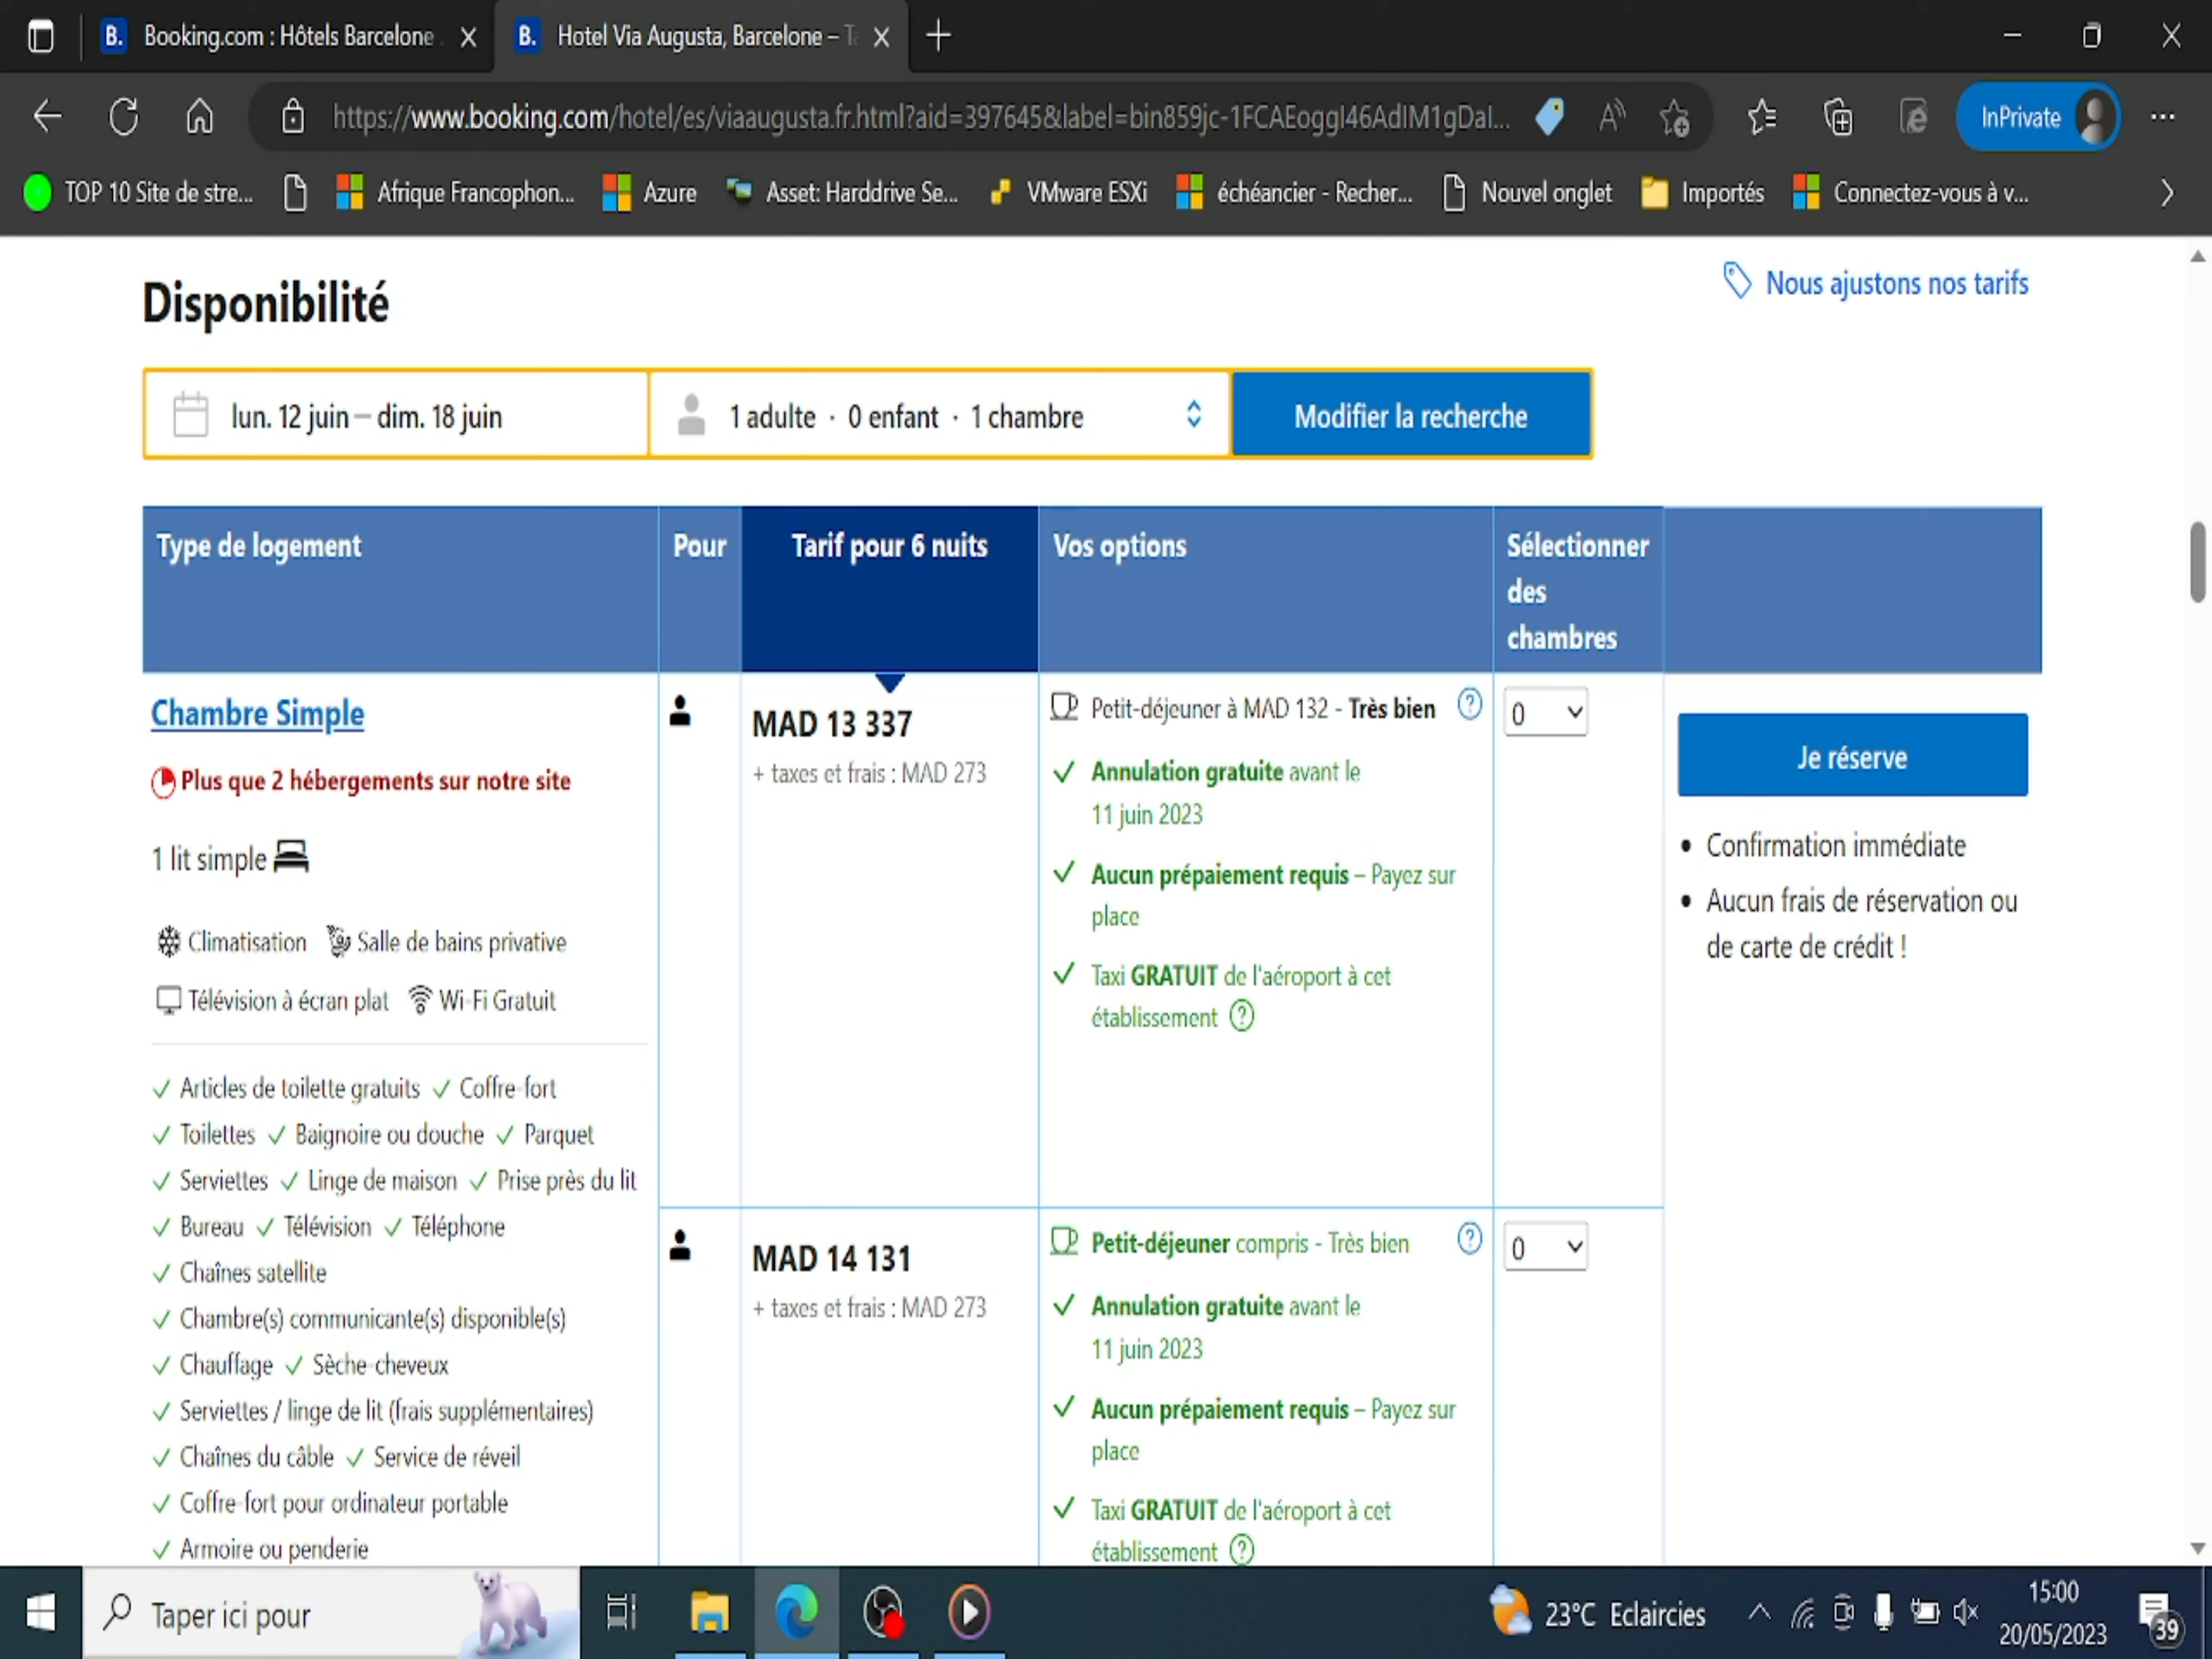 Booking.com : Hôtels Barcelone
Hotel Via Augusta, Barcelone – T
https://www.booking.com/hotel/es/viaaugusta.fr.html?aid=397645&label=bin859jc-1FCAEoggI46AdIM1gDaI...
InPrivate
TOP 10 Site de stre...
Afrique Francophon...
Azure
Asset: Harddrive Se...
VMware ESXi
échéancier - Recher...
Nouvel onglet
Importés
Connectez-vous à v...
Disponibilité
Nous ajustons nos tarifs
lun. 12 juin — dim. 18 juin
1 adulte · 0 enfant · 1 chambre
Modifier la recherche
Type de logement
Pour
Tarif pour 6 nuits
Vos options
Sélectionner
des
chambres
Chambre Simple
Plus que 2 hébergements sur notre site
1 lit simple
Climatisation Salle de bains privative
Télévision à écran plat Wi-Fi Gratuit
Articles de toilette gratuits Coffre-fort
Toilettes Baignoire ou douche Parquet
Serviettes Linge de maison Prise près du lit
Bureau Télévision Téléphone
Chaînes satellite
Chambre(s) communicante(s) disponible(s)
Chauffage Sèche-cheveux
Serviettes / linge de lit (frais supplémentaires)
Chaînes du câble Service de réveil
Coffre-fort pour ordinateur portable
Armoire ou penderie
MAD 13 337
+ taxes et frais : MAD 273
Petit-déjeuner à MAD 132 - Très bien
Annulation gratuite avant le
11 juin 2023
Aucun prépaiement requis – Payez sur
place
Taxi GRATUIT de l'aéroport à cet
établissement
0
Je réserve
Confirmation immédiate
Aucun frais de réservation ou
de carte de crédit !
MAD 14 131
+ taxes et frais : MAD 273
Petit-déjeuner compris - Très bien
Annulation gratuite avant le
11 juin 2023
Aucun prépaiement requis – Payez sur
place
Taxi GRATUIT de l'aéroport à cet
établissement
0
Taper ici pour
23°C Eclaircies
15:00
20/05/2023
39